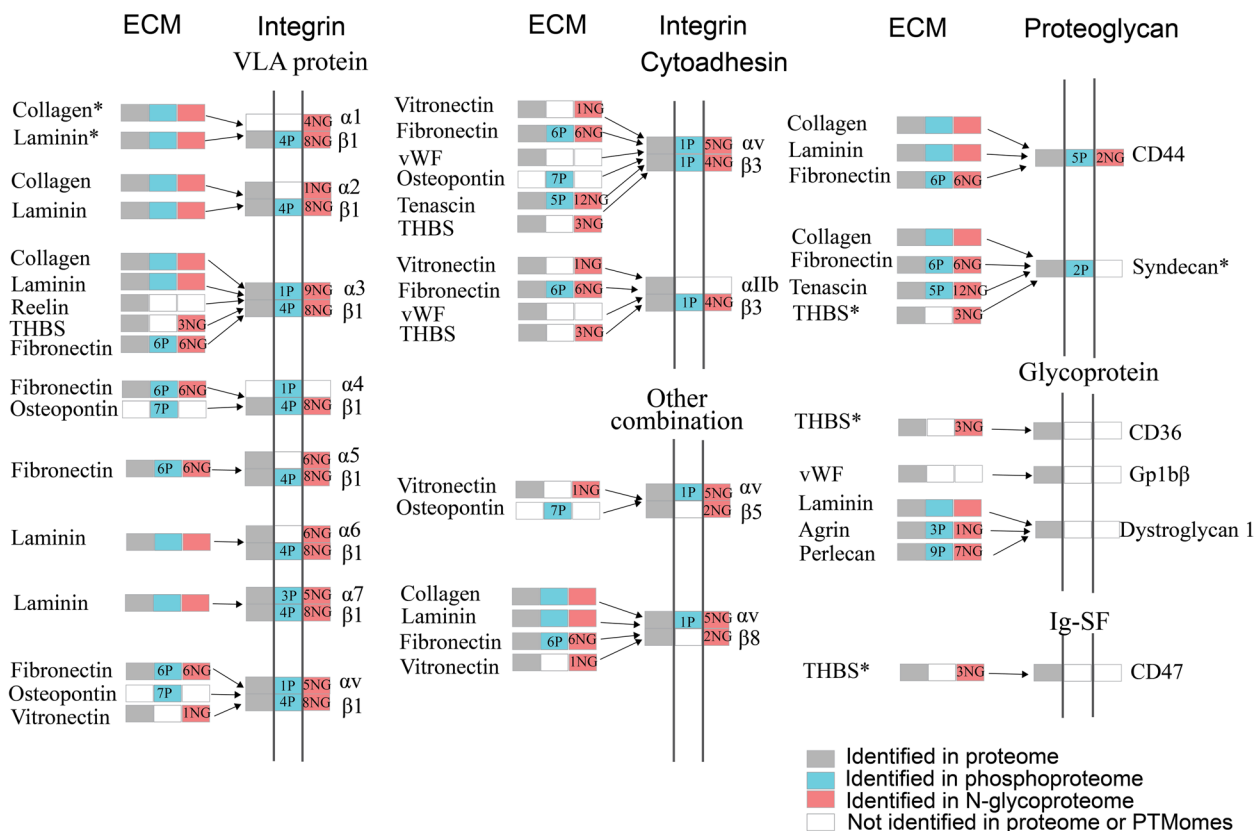 ECM Integrin
VLA protein
Collagen*
Laminin*
4NG α1
4P 8NG β1
Collagen
Laminin
1NG α2
4P 8NG β1
Collagen
Laminin
Reelin
THBS 3NG
Fibronectin 6P 6NG
1P 9NG α3
4P 8NG β1
Fibronectin 6P 6NG
Osteopontin 7P
1P α4
4P 8NG β1
Fibronectin 6P 6NG
6NG α5
4P 8NG β1
Laminin
6NG α6
4P 8NG β1
Laminin
3P 5NG α7
4P 8NG β1
Fibronectin 6P 6NG
Osteopontin 7P
Vitronectin 1NG
1P 5NG αv
4P 8NG β1
ECM Integrin
Cytoadhesin
Vitronectin 1NG
Fibronectin 6P 6NG
vWF
Osteopontin 7P
Tenascin 5P 12NG
THBS 3NG
1P 5NG αv
1P 4NG β3
Vitronectin 1NG
Fibronectin 6P 6NG
vWF
THBS 3NG
αIIb
1P 4NG β3
Other
combination
Vitronectin 1NG
Osteopontin 7P
1P 5NG αv
2NG β5
Collagen
Laminin
Fibronectin 6P 6NG
Vitronectin 1NG
1P 5NG αv
2NG β8
ECM Proteoglycan
Collagen
Laminin
Fibronectin 6P 6NG
5P 2NG CD44
Collagen
Fibronectin 6P 6NG
Tenascin 5P 12NG
THBS* 3NG
2P Syndecan*
Glycoprotein
THBS* 3NG CD36
vWF Gp1bβ
Laminin
Agrin 3P 1NG
Perlecan 9P 7NG
Dystroglycan 1
Ig-SF
THBS* 3NG CD47
Identified in proteome
Identified in phosphoproteome
Identified in N-glycoproteome
Not identified in proteome or PTMomes